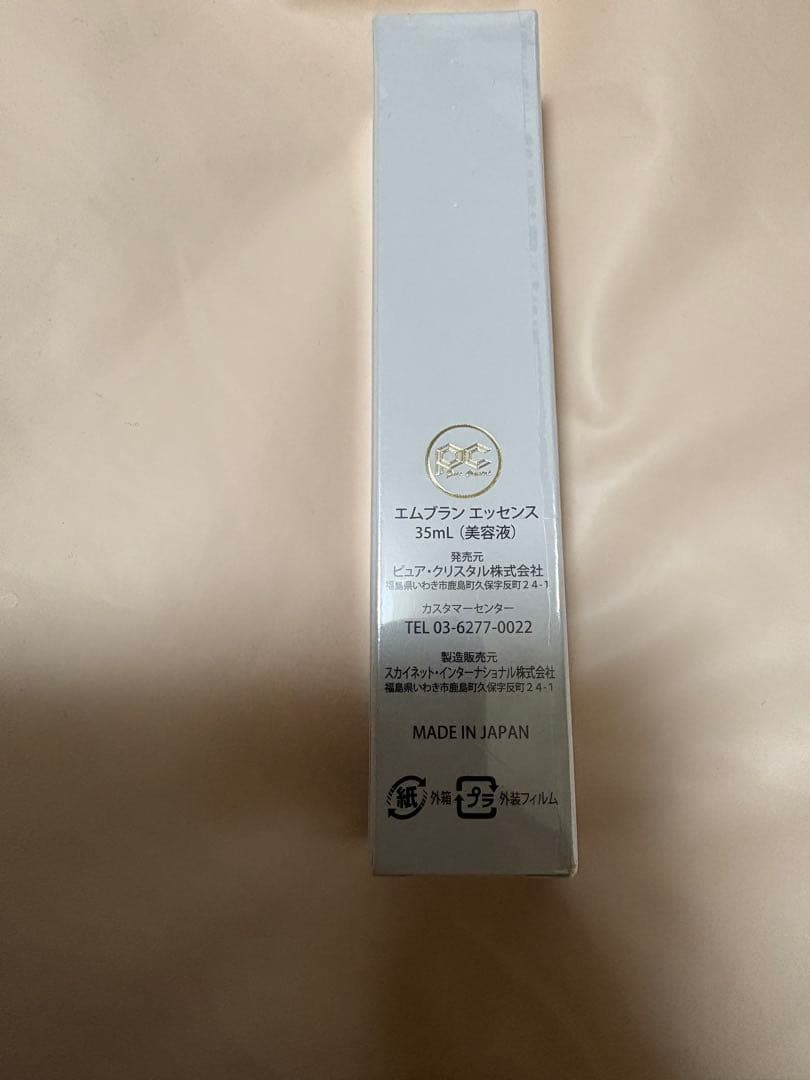 PC
Pure Crystal
エムブラン エッセンス
35mL（美容液）
発売元
ピュア・クリスタル株式会社
福島県いわき市鹿島町久保字反町２４-１
カスタマーセンター
TEL 03-6277-0022
製造販売元
スカイネット・インターナショナル株式会社
福島県いわき市鹿島町久保字反町２４-１
MADE IN JAPAN
紙 外箱 プラ 外装フィルム